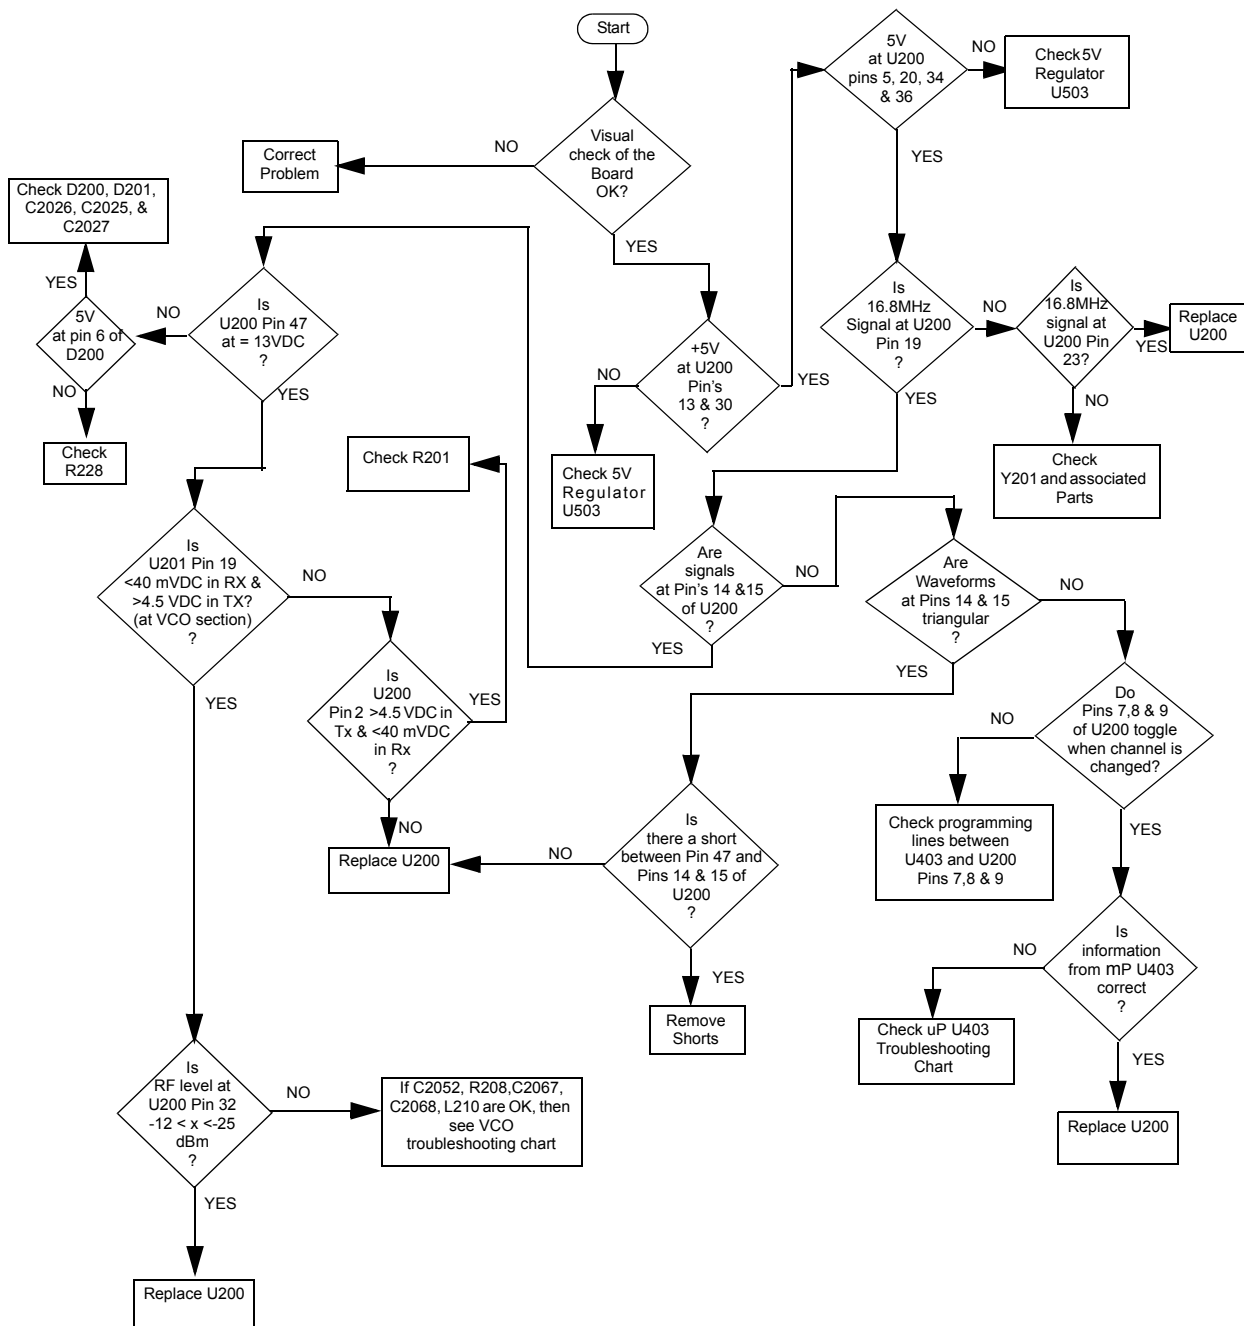 Start
Visual
check of the
Board
OK?
NO
Correct
Problem
YES
+5V
at U200
Pin's
13 & 30
?
NO
Check 5V
Regulator
U503
YES
5V
at U200
pins 5, 20, 34
& 36
NO
Check 5V
Regulator
U503
YES
Is
16.8MHz
Signal at U200
Pin 19
?
NO
Is
16.8MHz
signal at
U200 Pin
23?
YES
Replace
U200
NO
Check
Y201 and associated
Parts
YES
Are
signals
at Pin's 14 &15
of U200
?
NO
Are
Waveforms
at Pins 14 & 15
triangular
?
NO
Do
Pins 7,8 & 9
of U200 toggle
when channel is
changed?
NO
Check programming
lines between
U403 and U200
Pins 7,8 & 9
YES
Is
information
from mP U403
correct
?
NO
Check uP U403
Troubleshooting
Chart
YES
Replace U200
YES
Is
there a short
between Pin 47 and
Pins 14 & 15 of
U200
?
NO
Replace U200
YES
Remove
Shorts
YES
Is
U200 Pin 47
at = 13VDC
?
NO
5V
at pin 6 of
D200
YES
Check D200, D201,
C2026, C2025, &
C2027
NO
Check
R228
YES
Is
U201 Pin 19
<40 mVDC in RX &
>4.5 VDC in TX?
(at VCO section)
?
NO
Is
U200
Pin 2 >4.5 VDC in
Tx & <40 mVDC
in Rx
?
YES
Check R201
NO
YES
Is
RF level at
U200 Pin 32
-12 < x <-25
dBm
?
NO
If C2052, R208,C2067,
C2068, L210 are OK, then
see VCO
troubleshooting chart
YES
Replace U200